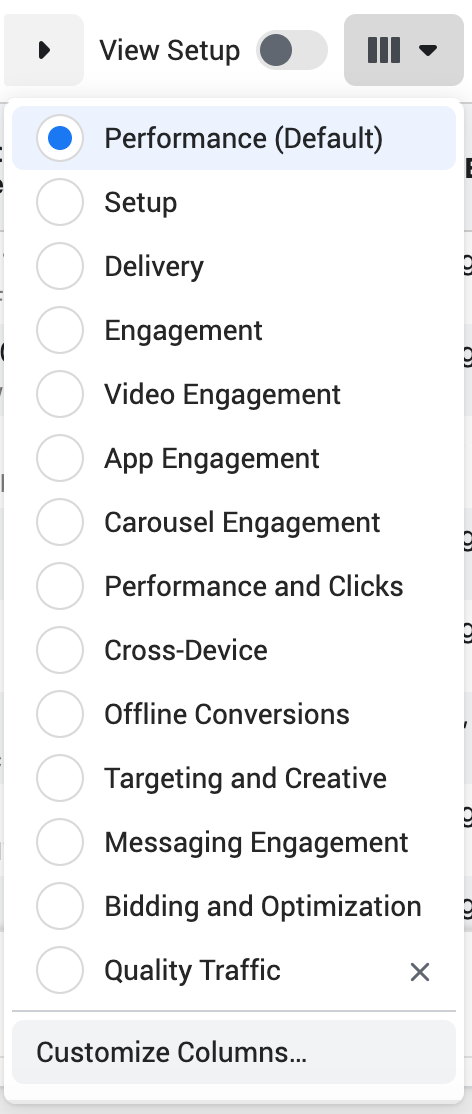 View Setup
Performance (Default)
Setup
Delivery
Engagement
Video Engagement
App Engagement
Carousel Engagement
Performance and Clicks
Cross-Device
Offline Conversions
Targeting and Creative
Messaging Engagement
Bidding and Optimization
Quality Traffic
Customize Columns...